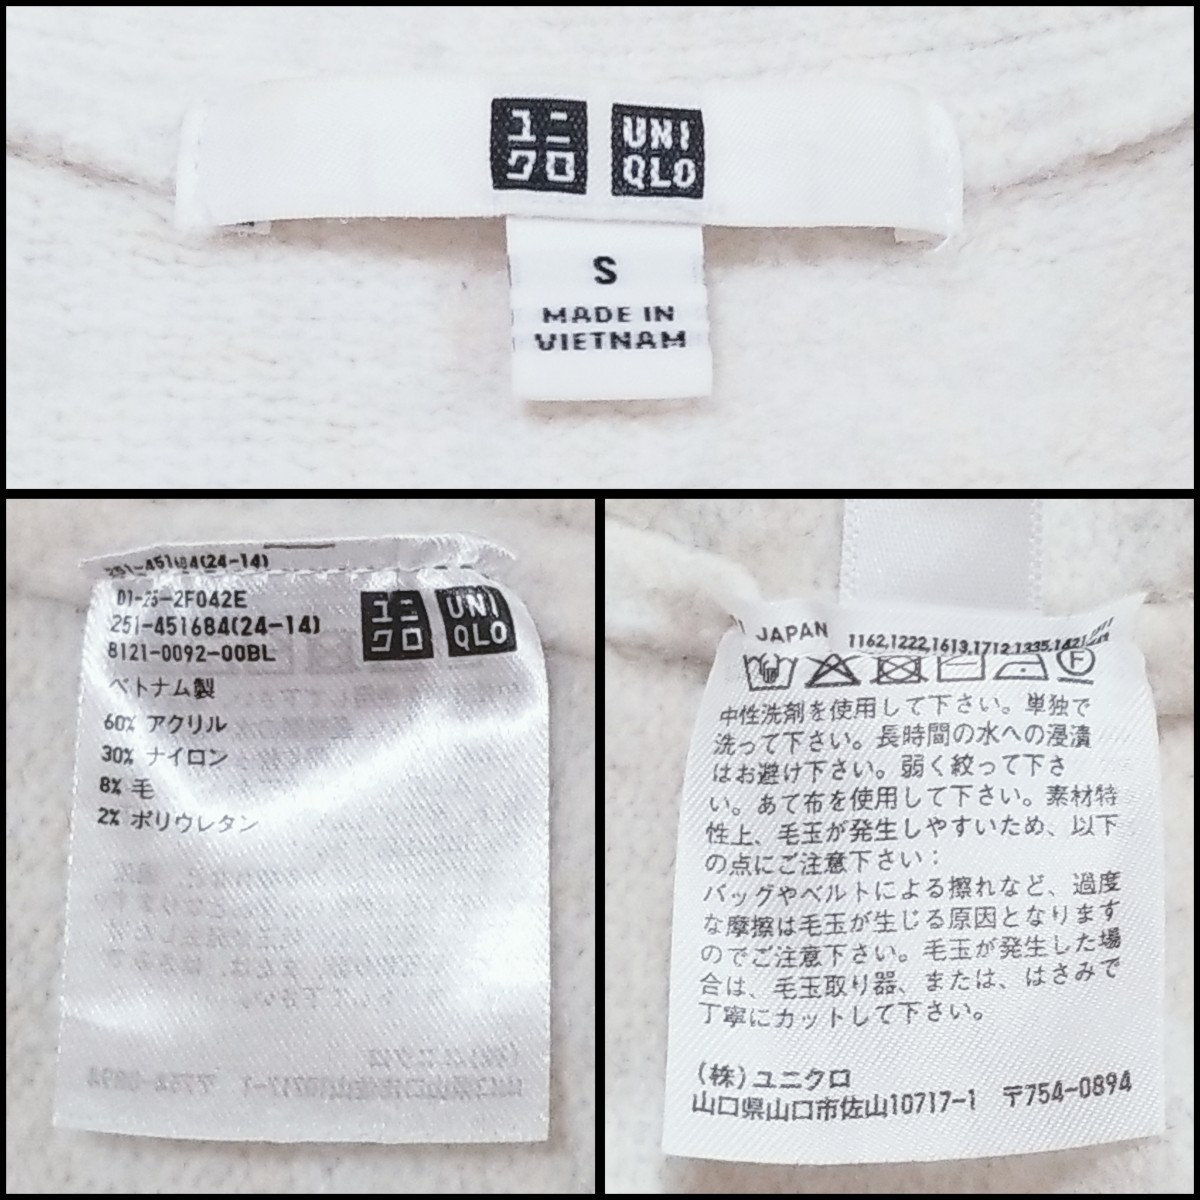 ユニ
クロ
UNI
QLO
S
MADE IN
VIETNAM
251-451684(24-14)
01-25-2F042E
251-451684(24-14)
8121-0092-00BL
ユニ
クロ
UNI
QLO
ベトナム製
60% アクリル
30% ナイロン
8% 毛
2% ポリウレタン
JAPAN
1162,1222,1613,1712,1335,1421
F
中性洗剤を使用して下さい。単独で
洗って下さい。長時間の水への浸漬
はお避け下さい。弱く絞って下さ
い。あて布を使用して下さい。素材特
性上、毛玉が発生しやすいため、以下
の点にご注意下さい:
バッグやベルトによる擦れなど、過度
な摩擦は毛玉が生じる原因となります
のでご注意下さい。毛玉が発生した場
合は、毛玉取り器、または、はさみで
丁寧にカットして下さい。
(株)ユニクロ
山口県山口市佐山10717-1 〒754-0894